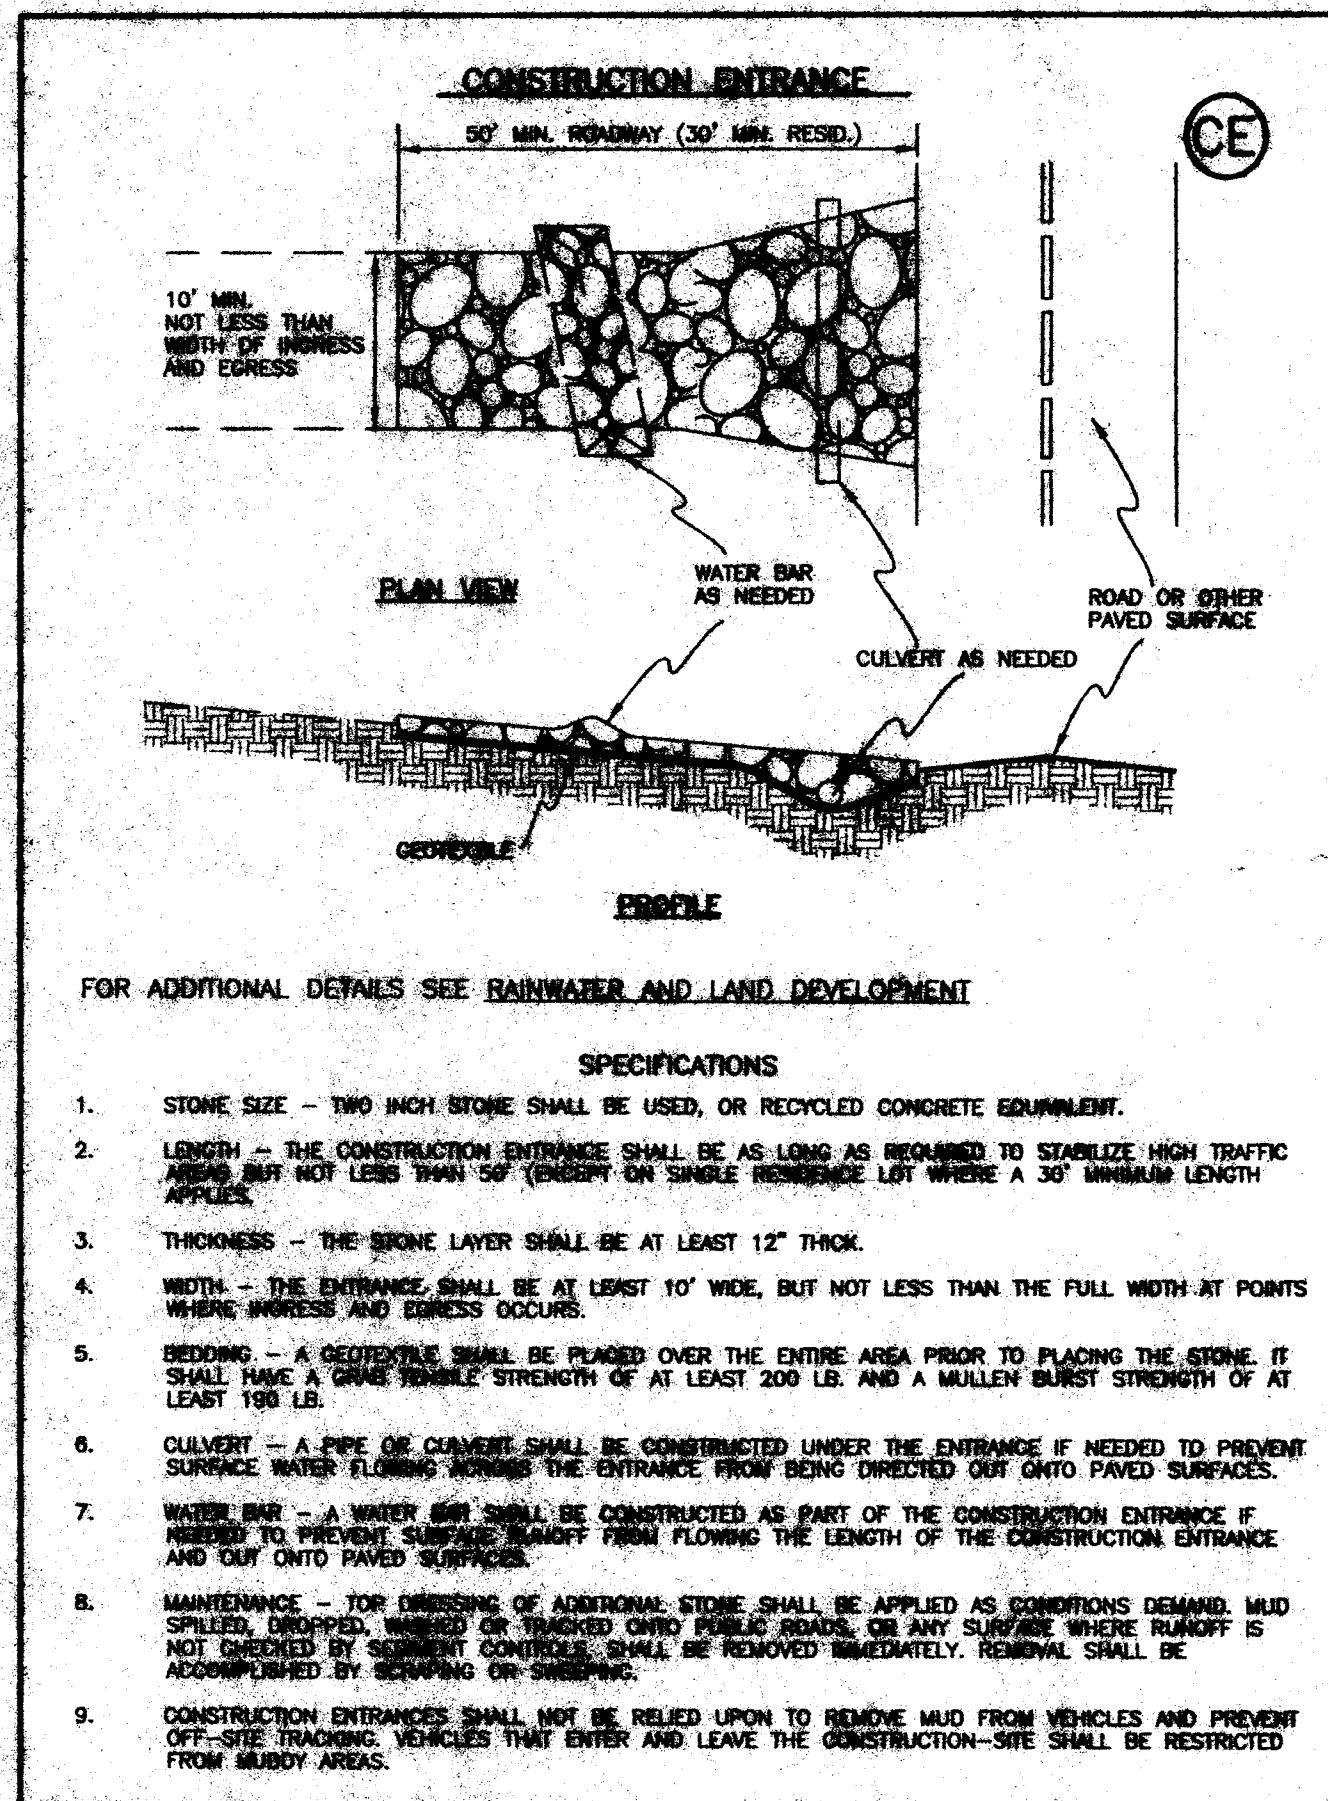 CONSTRUCTION ENTRANCE
50' MIN. ROADWAY (30' MIN. RESID.)
CE
10' MIN.
NOT LESS THAN
WIDTH OF INGRESS
AND EGRESS
WATER BAR
AS NEEDED
PLAN VIEW
ROAD OR OTHER
PAVED SURFACE
CULVERT AS NEEDED
GEOTEXTILE
PROFILE
FOR ADDITIONAL DETAILS SEE RAINWATER AND LAND DEVELOPMENT
SPECIFICATIONS
1. STONE SIZE – TWO INCH STONE SHALL BE USED, OR RECYCLED CONCRETE EQUIVALENT.
2. LENGTH – THE CONSTRUCTION ENTRANCE SHALL BE AS LONG AS REQUIRED TO STABILIZE HIGH TRAFFIC
AREAS BUT NOT LESS THAN 50' (EXCEPT ON SINGLE RESIDENCE LOT WHERE A 30' MINIMUM LENGTH
APPLIES.
3. THICKNESS – THE STONE LAYER SHALL BE AT LEAST 12" THICK.
4. WIDTH – THE ENTRANCE SHALL BE AT LEAST 10' WIDE, BUT NOT LESS THAN THE FULL WIDTH AT POINTS
WHERE INGRESS AND EGRESS OCCURS.
5. BEDDING – A GEOTEXTILE SHALL BE PLACED OVER THE ENTIRE AREA PRIOR TO PLACING THE STONE. IT
SHALL HAVE A GRAB TENSILE STRENGTH OF AT LEAST 200 LB. AND A MULLEN BURST STRENGTH OF AT
LEAST 190 LB.
6. CULVERT – A PIPE OR CULVERT SHALL BE CONSTRUCTED UNDER THE ENTRANCE IF NEEDED TO PREVENT
SURFACE WATER FLOWING ACROSS THE ENTRANCE FROM BEING DIRECTED OUT ONTO PAVED SURFACES.
7. WATER BAR – A WATER BAR SHALL BE CONSTRUCTED AS PART OF THE CONSTRUCTION ENTRANCE IF
NEEDED TO PREVENT SURFACE RUNOFF FROM FLOWING THE LENGTH OF THE CONSTRUCTION ENTRANCE
AND OUT ONTO PAVED SURFACES.
8. MAINTENANCE – TOP DRESSING OF ADDITIONAL STONE SHALL BE APPLIED AS CONDITIONS DEMAND. MUD
SPILLED, DROPPED, WASHED OR TRACKED ONTO PUBLIC ROADS, OR ANY SURFACE WHERE RUNOFF IS
NOT CHECKED BY SEDIMENT CONTROLS, SHALL BE REMOVED IMMEDIATELY. REMOVAL SHALL BE
ACCOMPLISHED BY SCRAPING OR SWEEPING.
9. CONSTRUCTION ENTRANCES SHALL NOT BE RELIED UPON TO REMOVE MUD FROM VEHICLES AND PREVENT
OFF–SITE TRACKING. VEHICLES THAT ENTER AND LEAVE THE CONSTRUCTION–SITE SHALL BE RESTRICTED
FROM MUDDY AREAS.